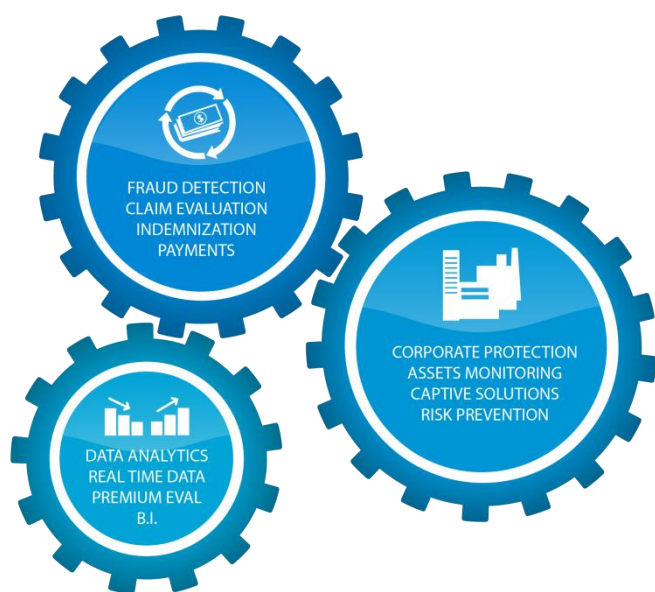 FRAUD DETECTION
CLAIM EVALUATION
INDEMNIZATION
PAYMENTS
CORPORATE PROTECTION
ASSETS MONITORING
CAPTIVE SOLUTIONS
RISK PREVENTION
DATA ANALYTICS
REAL TIME DATA
PREMIUM EVAL
B.I.